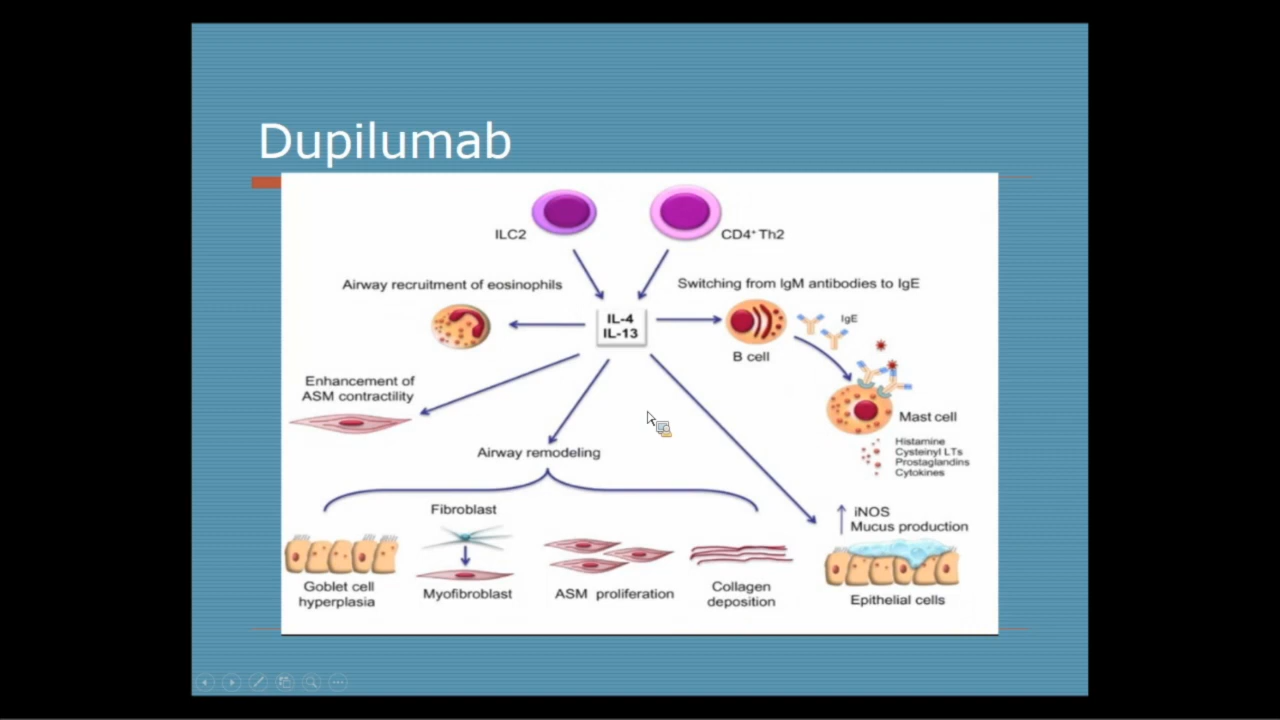 Dupilumab
ILC2
CD4⁺ Th2
Airway recruitment of eosinophils
Switching from IgM antibodies to IgE
IL-4
IL-13
IgE
B cell
Enhancement of
ASM contractility
Mast cell
Histamine
Cysteinyl LTs
Prostaglandins
Cytokines
Airway remodeling
Fibroblast
iNOS
Mucus production
Goblet cell
hyperplasia
Myofibroblast
ASM proliferation
Collagen
deposition
Epithelial cells